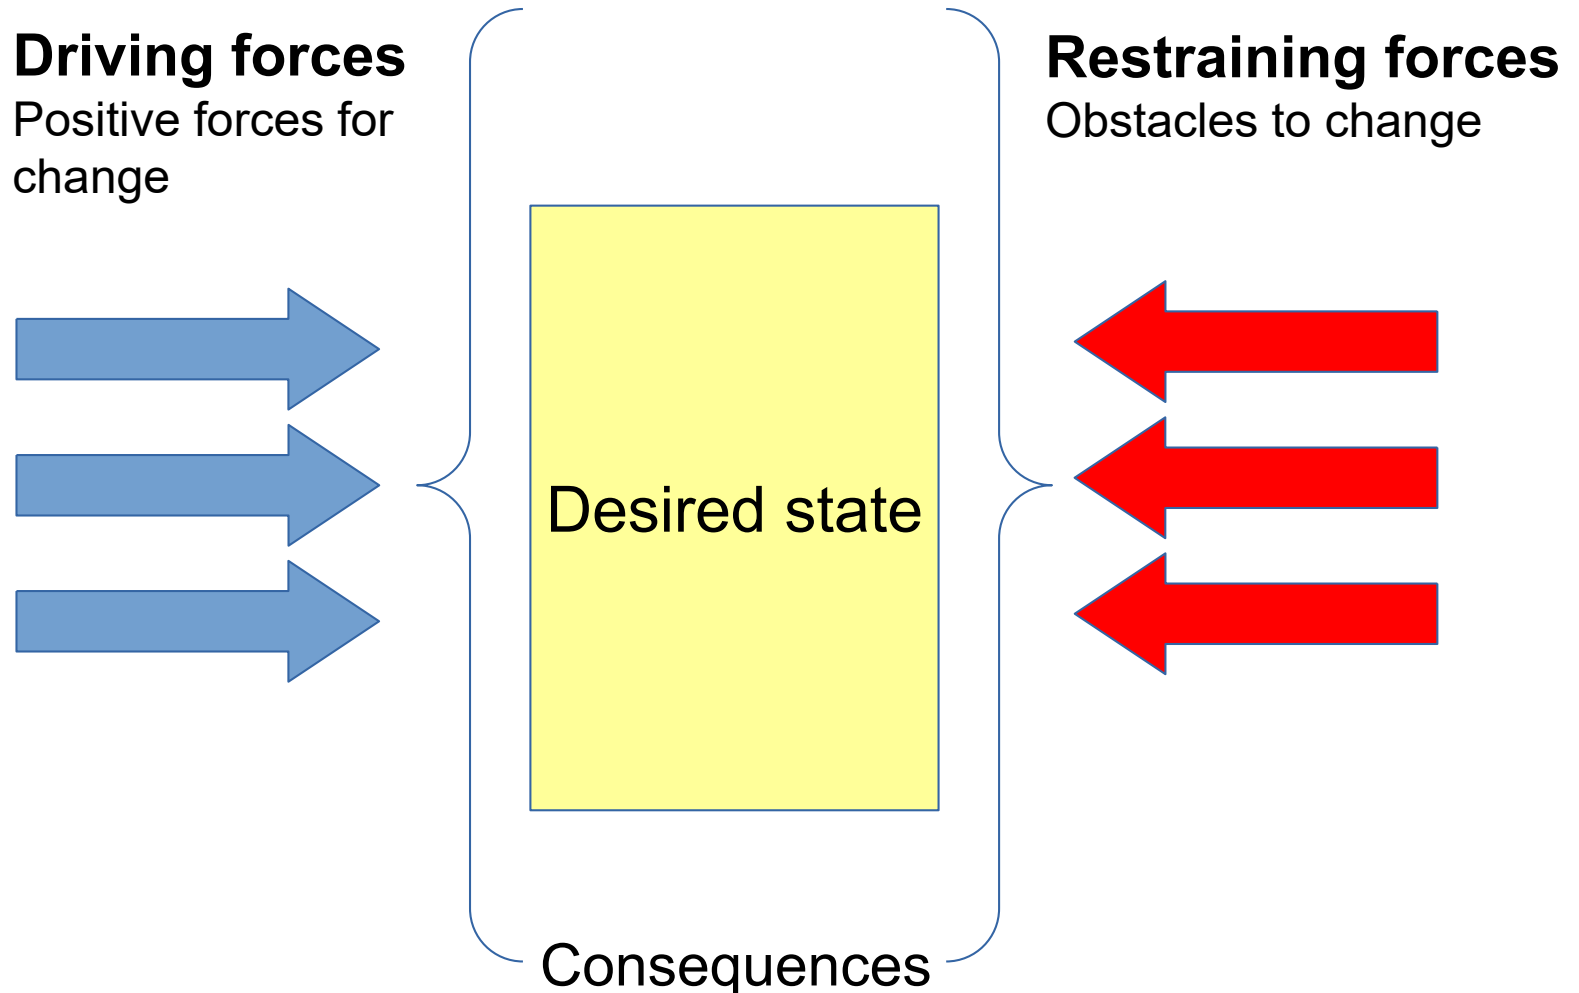 Driving forces
Positive forces for
change
Restraining forces
Obstacles to change
Desired state
Consequences